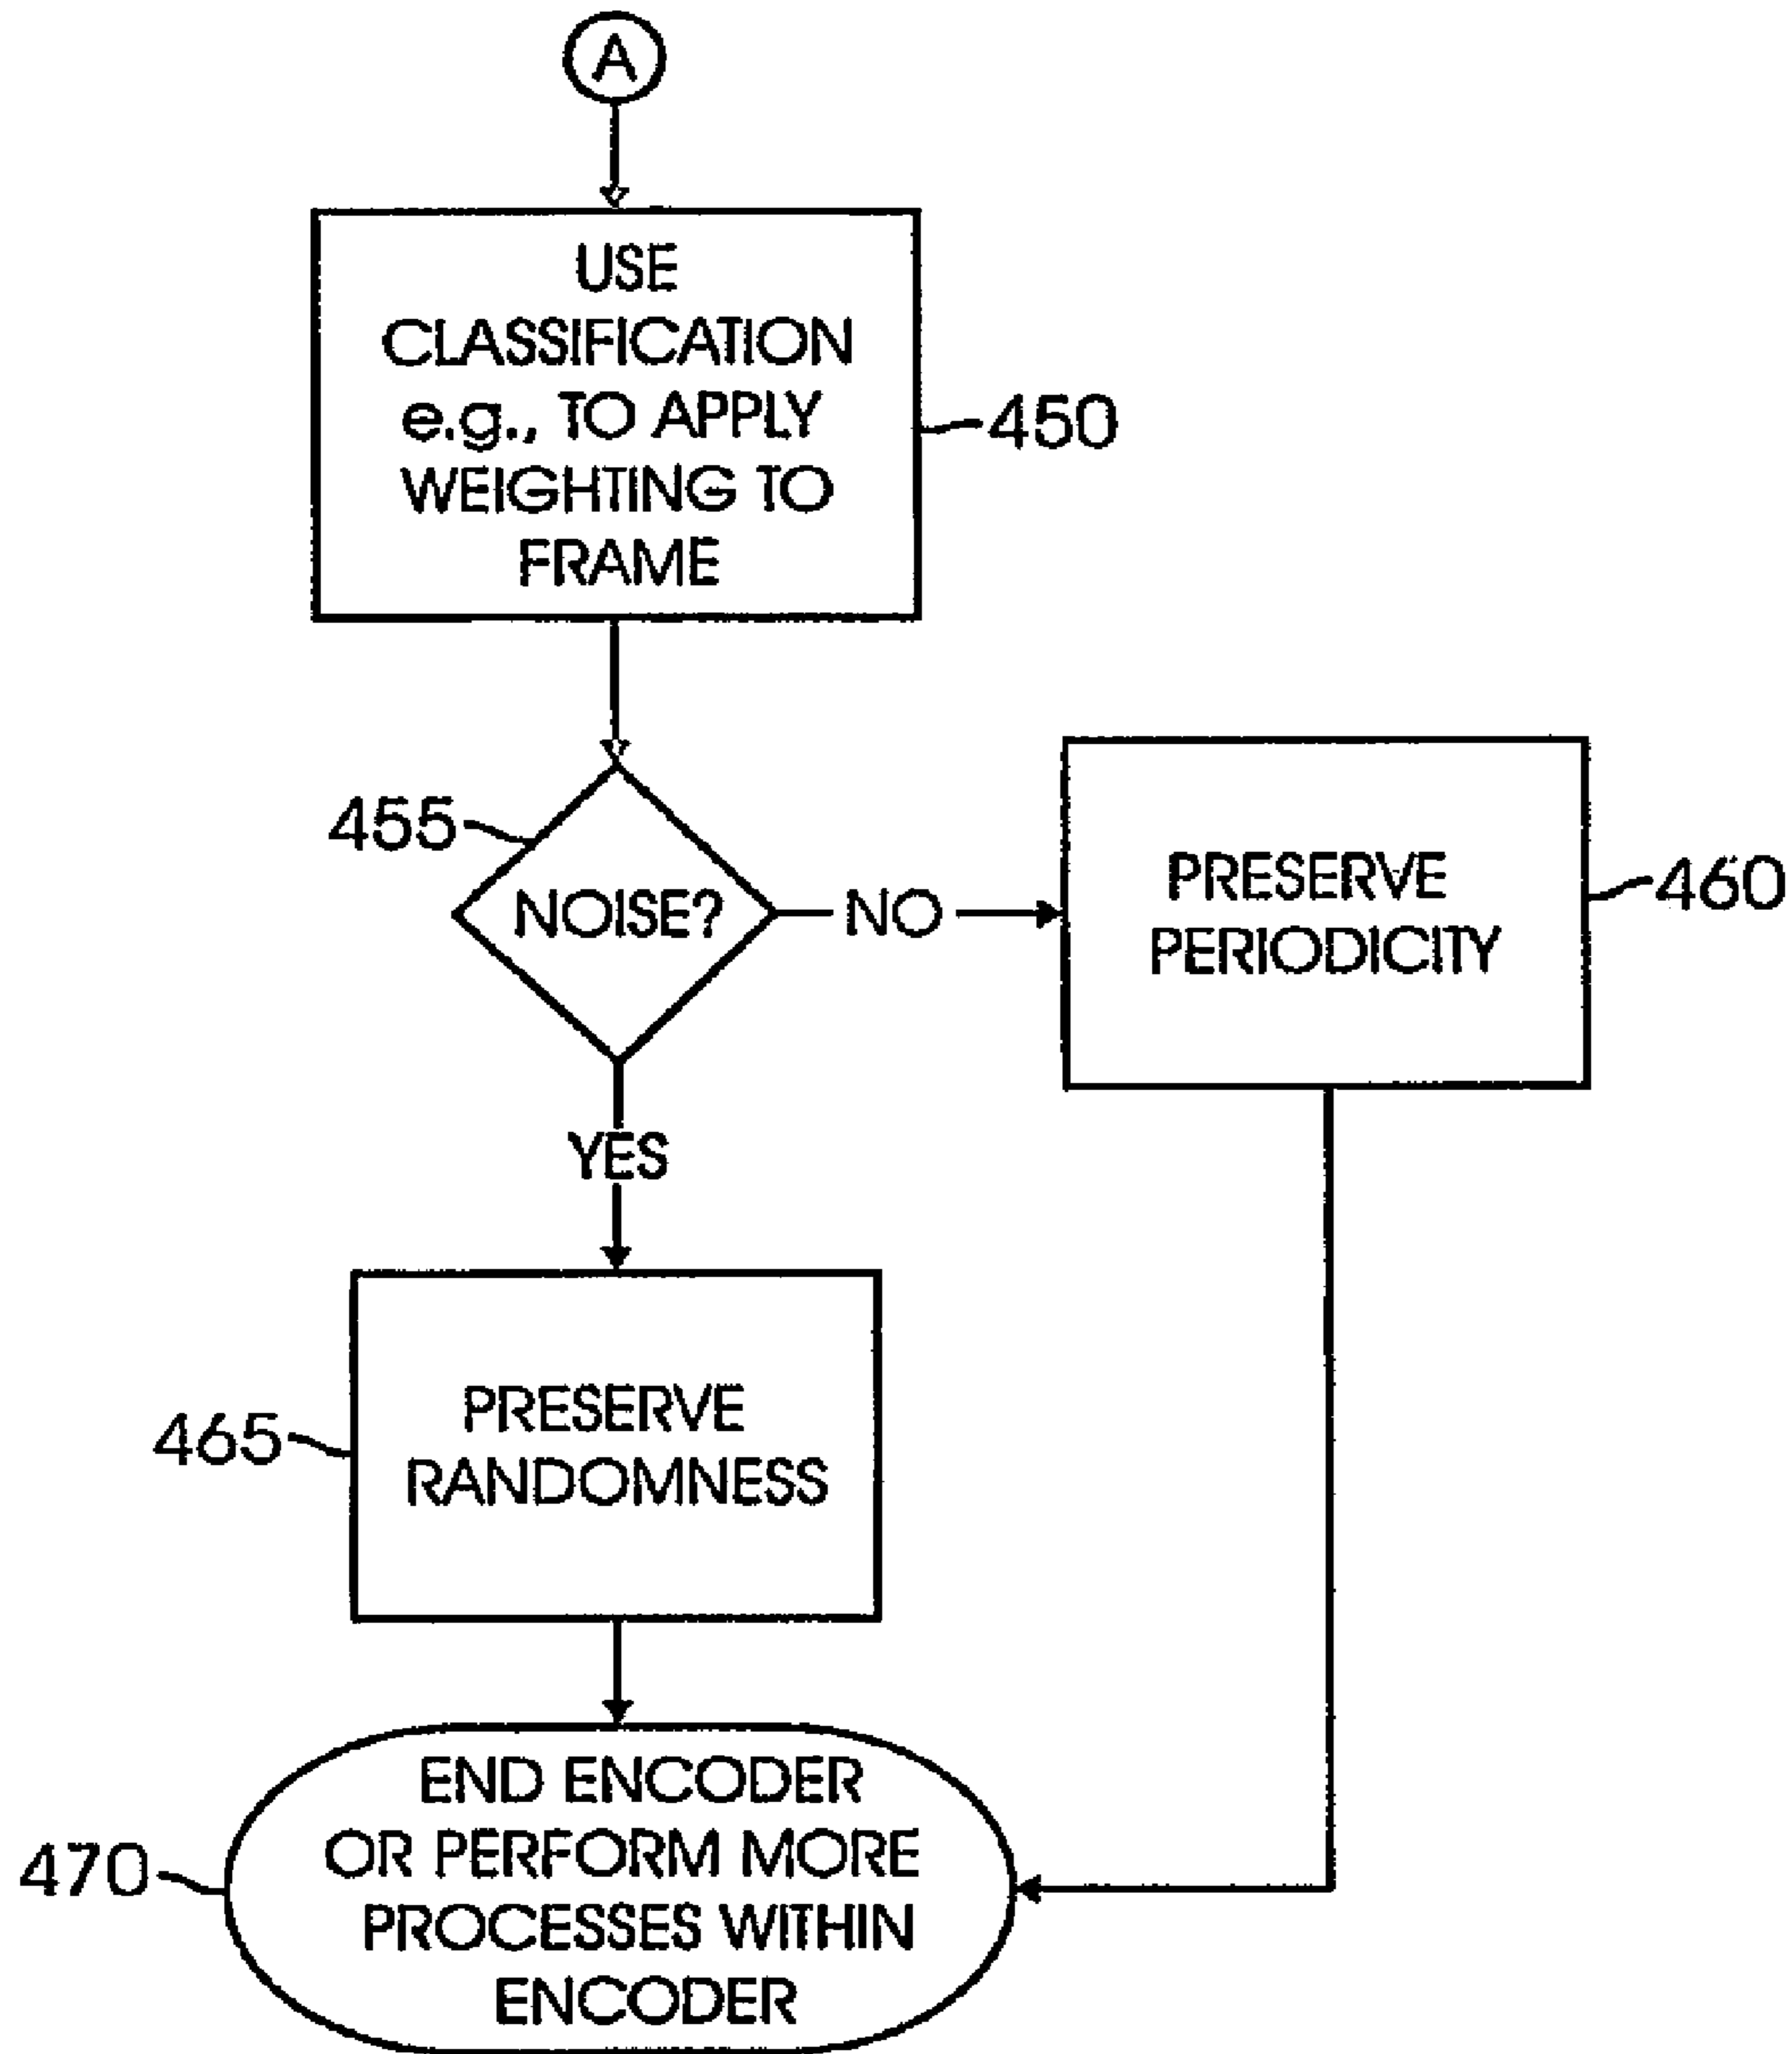 A
USE
CLASSIFICATION
e.g., TO APPLY
WEIGHTING TO
FRAME
450
455
NOISE?
NO
PRESERVE
PERIODICITY
460
YES
PRESERVE
RANDOMNESS
465
END ENCODER
OR PERFORM MORE
PROCESSES WITHIN
ENCODER
470